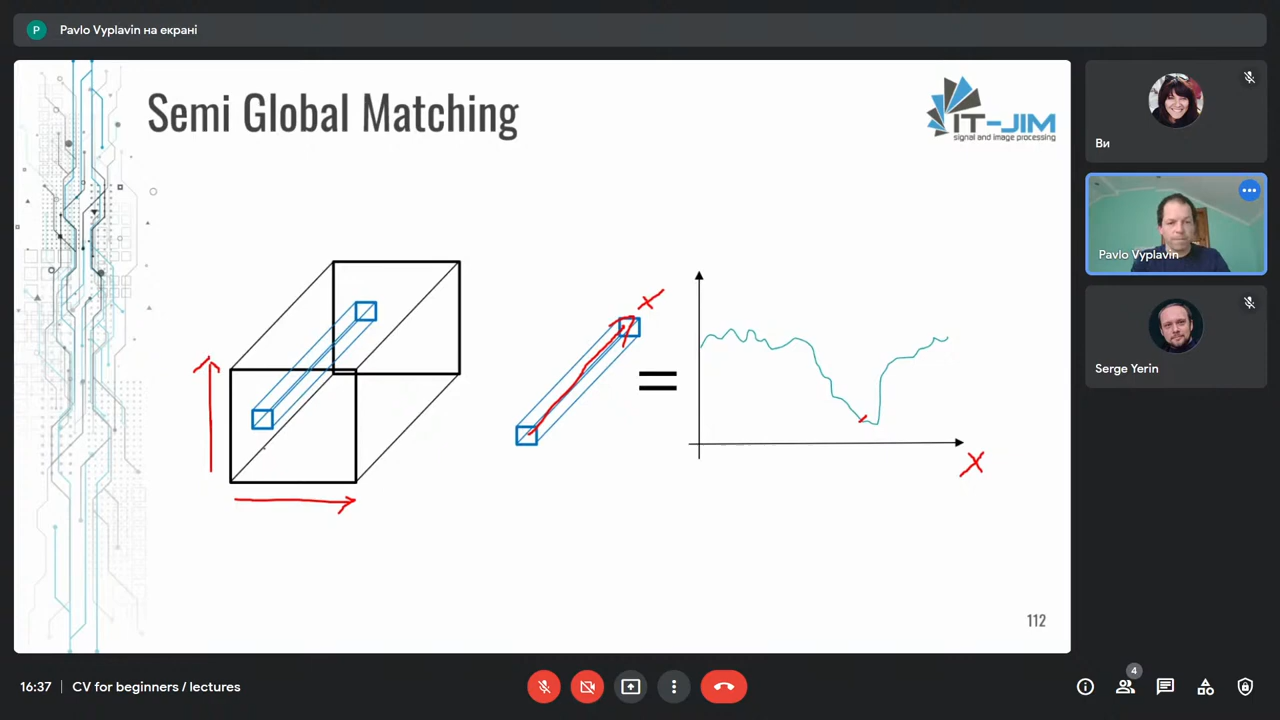 P Pavlo Vyplavin на екрані
Semi Global Matching
IT-JIM
signal and image processing
x
=
x
112
Ви
Pavlo Vyplavin
Serge Yerin
16:37 | CV for beginners / lectures
4